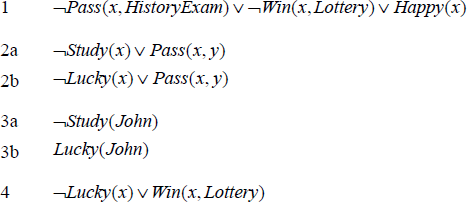 1 ¬Pass(x,HistoryExam) ∨ ¬Win(x,Lottery) ∨ Happy(x)
2a ¬Study(x) ∨ Pass(x,y)
2b ¬Lucky(x) ∨ Pass(x,y)
3a ¬Study(John)
3b Lucky(John)
4 ¬Lucky(x) ∨ Win(x,Lottery)